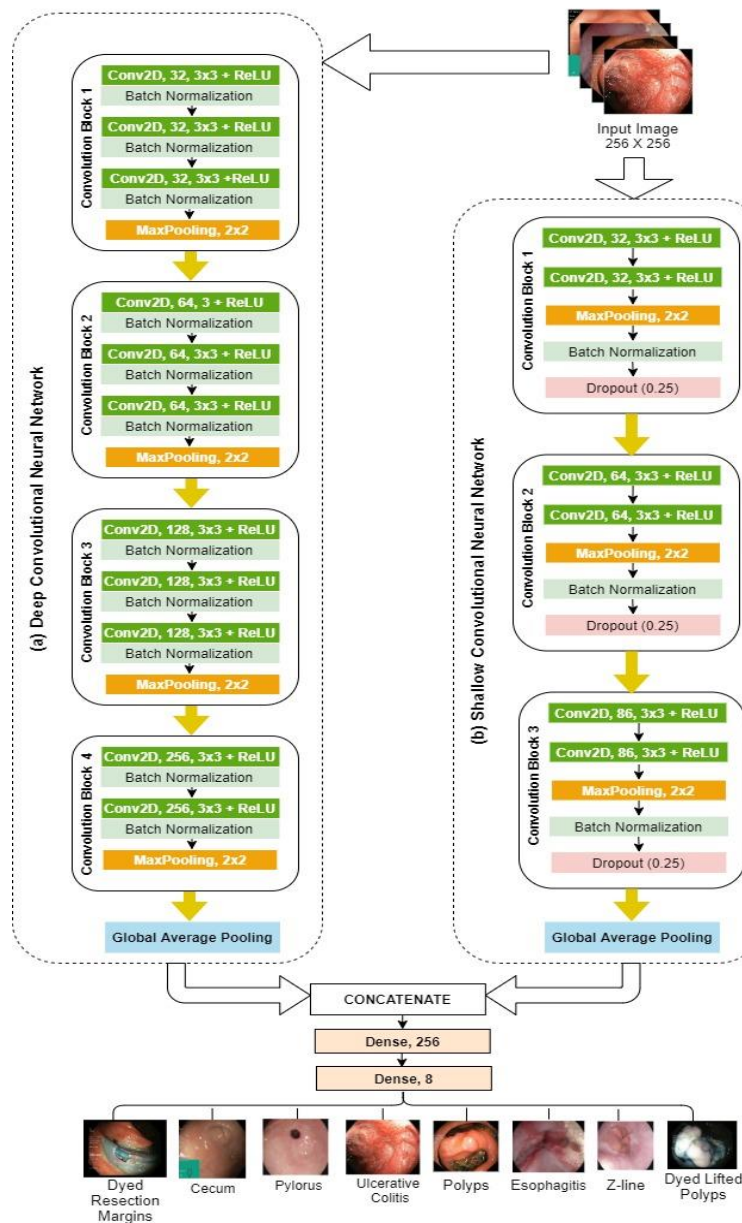 Input Image
256 X 256
(a) Deep Convolutional Neural Network
Convolution Block 1
Conv2D, 32, 3x3 + ReLU
Batch Normalization
Conv2D, 32, 3x3 + ReLU
Batch Normalization
Conv2D, 32, 3x3 +ReLU
Batch Normalization
MaxPooling, 2x2
Convolution Block 2
Conv2D, 64, 3 + ReLU
Batch Normalization
Conv2D, 64, 3x3 + ReLU
Batch Normalization
Conv2D, 64, 3x3 + ReLU
Batch Normalization
MaxPooling, 2x2
Convolution Block 3
Conv2D, 128, 3x3 + ReLU
Batch Normalization
Conv2D, 128, 3x3 + ReLU
Batch Normalization
Conv2D, 128, 3x3 + ReLU
Batch Normalization
MaxPooling, 2x2
Convolution Block 4
Conv2D, 256, 3x3 + ReLU
Batch Normalization
Conv2D, 256, 3x3 + ReLU
Batch Normalization
MaxPooling, 2x2
Global Average Pooling
(b) Shallow Convolutional Neural Network
Convolution Block 1
Conv2D, 32, 3x3 + ReLU
Conv2D, 32, 3x3 + ReLU
MaxPooling, 2x2
Batch Normalization
Dropout (0.25)
Convolution Block 2
Conv2D, 64, 3x3 + ReLU
Conv2D, 64, 3x3 + ReLU
MaxPooling, 2x2
Batch Normalization
Dropout (0.25)
Convolution Block 3
Conv2D, 86, 3x3 + ReLU
Conv2D, 86, 3x3 + ReLU
MaxPooling, 2x2
Batch Normalization
Dropout (0.25)
Global Average Pooling
CONCATENATE
Dense, 256
Dense, 8
Dyed
Resection
Margins
Cecum
Pylorus
Ulcerative
Colitis
Polyps
Esophagitis
Z-line
Dyed Lifted
Polyps